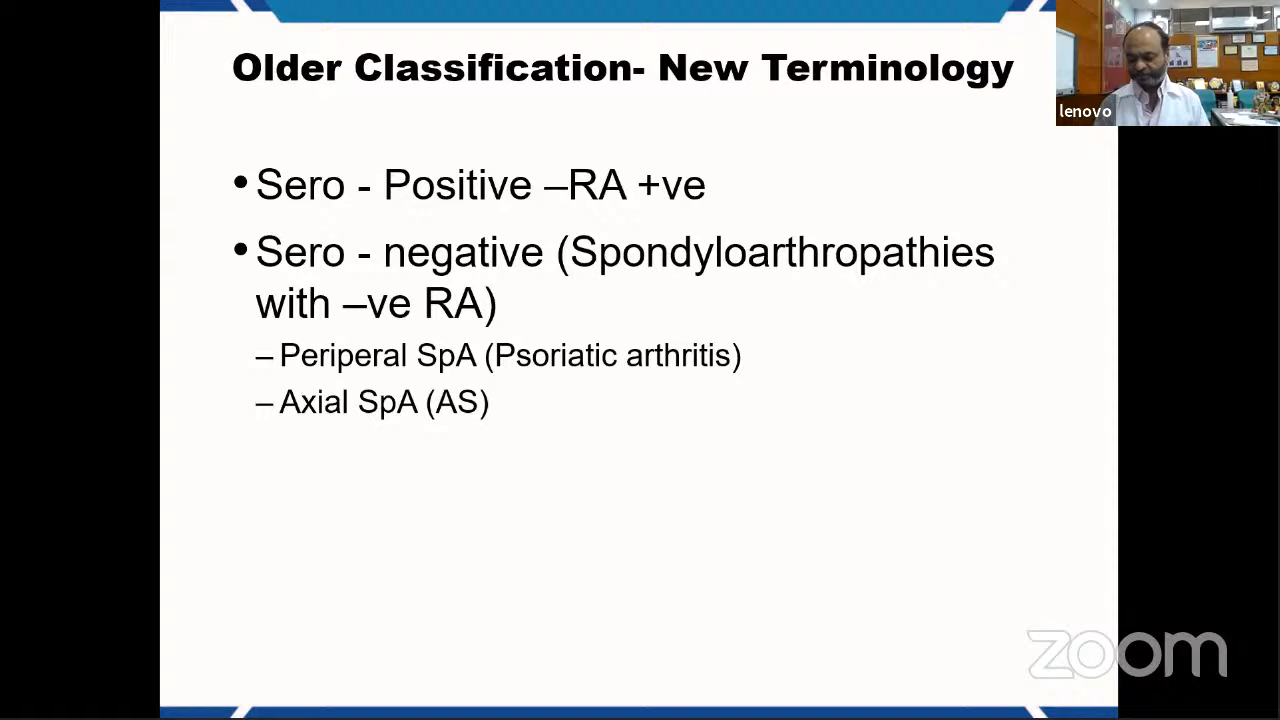 Older Classification- New Terminology
lenovo
• Sero - Positive –RA +ve
• Sero - negative (Spondyloarthropathies
with –ve RA)
– Periperal SpA (Psoriatic arthritis)
– Axial SpA (AS)
zoom